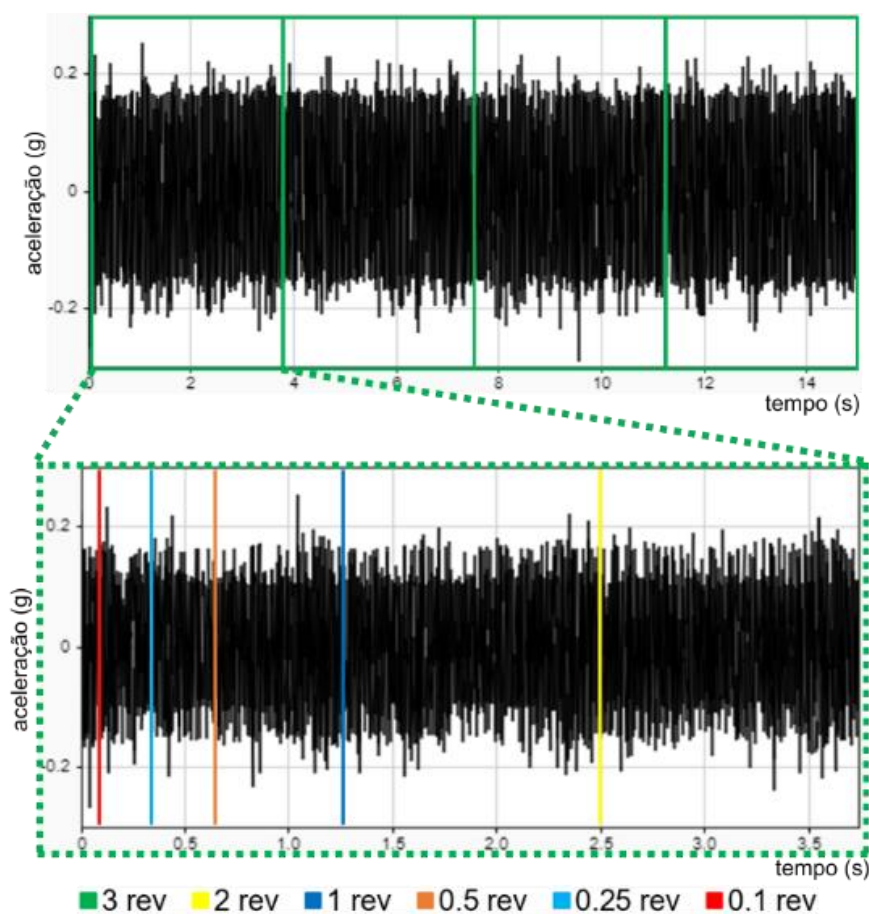 0.2
0
-0.2
aceleração (g)
0 2 4 6 8 10 12 14
tempo (s)
0.2
0
-0.2
aceleração (g)
0 0.5 1.0 1.5 2.0 2.5 3.0 3.5
tempo (s)
3 rev 2 rev 1 rev 0.5 rev 0.25 rev 0.1 rev